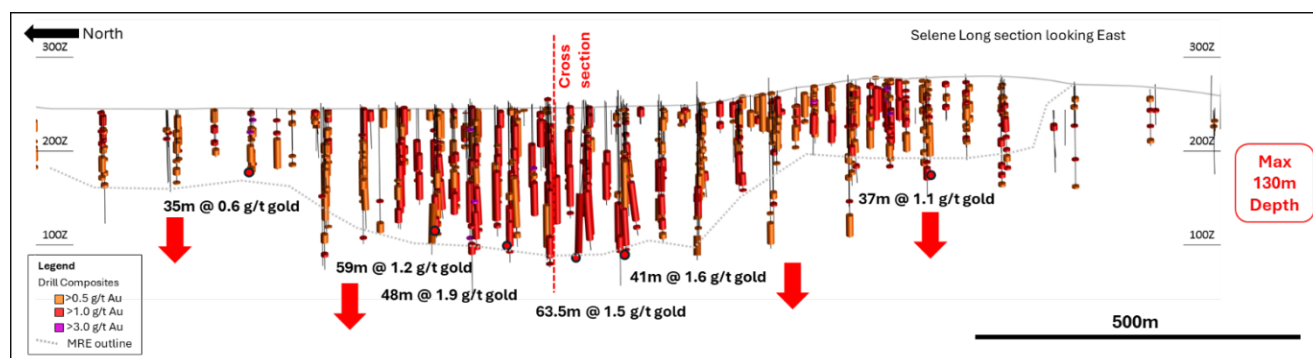 North
Cross
section
Selene Long section looking East
300Z
300Z
200Z
200Z
Max
130m
Depth
35m @ 0.6 g/t gold
37m @ 1.1 g/t gold
100Z
100Z
Legend
Drill Composites
>0.5 g/t Au
>1.0 g/t Au
>3.0 g/t Au
MRE outline
59m @ 1.2 g/t gold
41m @ 1.6 g/t gold
48m @ 1.9 g/t gold
63.5m @ 1.5 g/t gold
500m